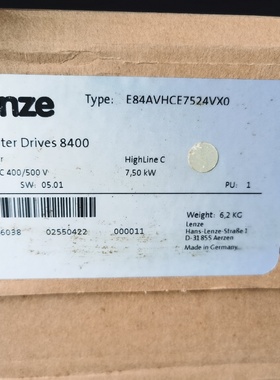 nze
Type: E84AVHCE7524VX0
ter Drives 8400
r HighLine C
C 400/500 V 7,50 kW
SW: 05.01 PU: 1
Weight: 6,2 KG
Lenze
Hans-Lenze-Straße 1
D-31855 Aerzen
Made in Germany
6038 02550422 000011